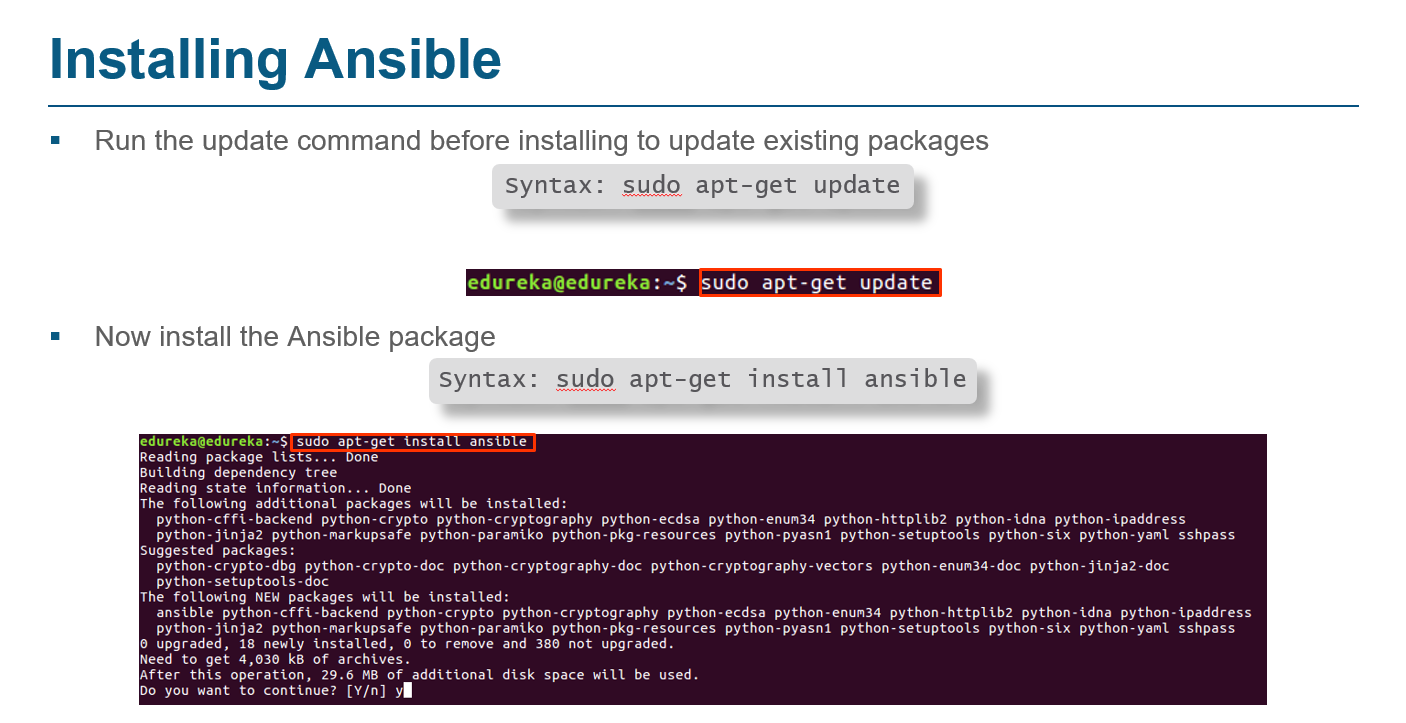 Installing Ansible
▪ Run the update command before installing to update existing packages
Syntax: sudo apt-get update
edureka@edureka:~$ sudo apt-get update
▪ Now install the Ansible package
Syntax: sudo apt-get install ansible
edureka@edureka:~$ sudo apt-get install ansible
Reading package lists... Done
Building dependency tree
Reading state information... Done
The following additional packages will be installed:
  python-cffi-backend python-crypto python-cryptography python-ecdsa python-enum34 python-httplib2 python-idna python-ipaddress
  python-jinja2 python-markupsafe python-paramiko python-pkg-resources python-pyasn1 python-setuptools python-six python-yaml sshpass
Suggested packages:
  python-crypto-dbg python-crypto-doc python-cryptography-doc python-cryptography-vectors python-enum34-doc python-jinja2-doc
  python-setuptools-doc
The following NEW packages will be installed:
  ansible python-cffi-backend python-crypto python-cryptography python-ecdsa python-enum34 python-httplib2 python-idna python-ipaddress
  python-jinja2 python-markupsafe python-paramiko python-pkg-resources python-pyasn1 python-setuptools python-six python-yaml sshpass
0 upgraded, 18 newly installed, 0 to remove and 380 not upgraded.
Need to get 4,030 kB of archives.
After this operation, 29.6 MB of additional disk space will be used.
Do you want to continue? [Y/n] y